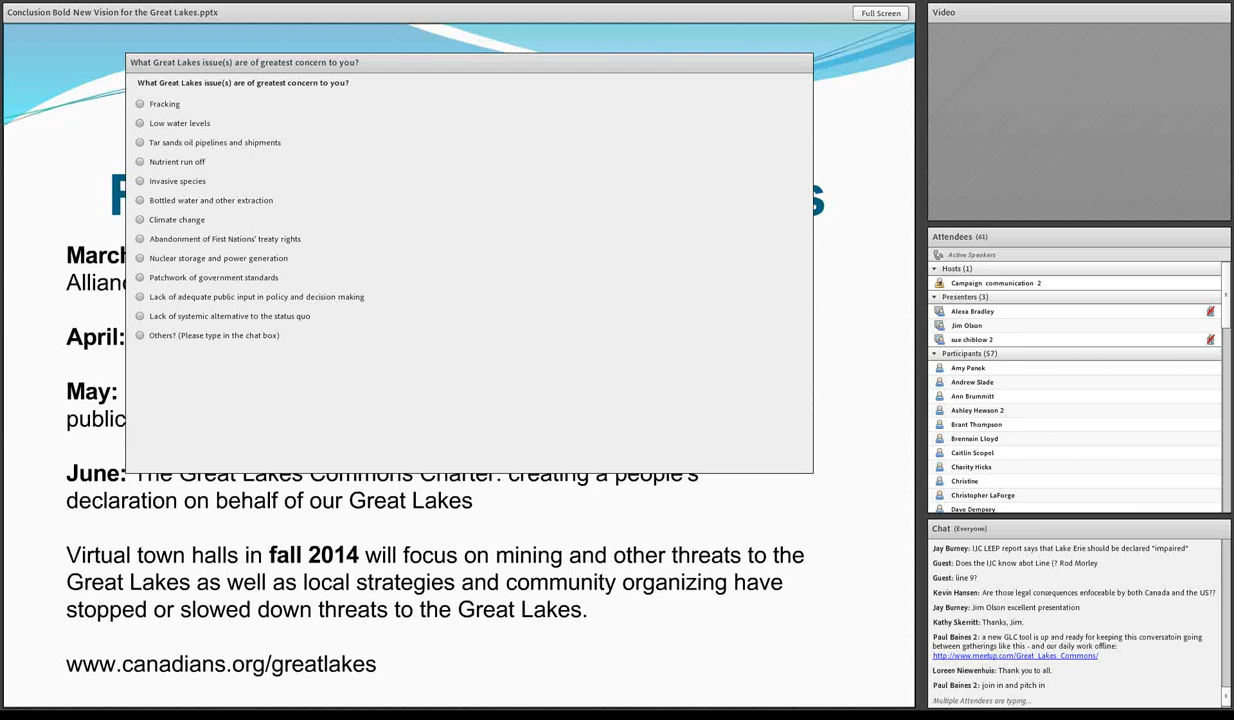 Conclusion Bold New Vision for the Great Lakes.pptx
Full Screen
What Great Lakes issue(s) are of greatest concern to you?
What Great Lakes issue(s) are of greatest concern to you?
Fracking
Low water levels
Tar sands oil pipelines and shipments
Nutrient run off
Invasive species
Bottled water and other extraction
Climate change
Abandonment of First Nations' treaty rights
Nuclear storage and power generation
Patchwork of government standards
Lack of adequate public input in policy and decision making
Lack of systemic alternative to the status quo
Others? (Please type in the chat box)
April:
May:
public
June: The Great Lakes Commons Charter: creating a people's
declaration on behalf of our Great Lakes
Virtual town halls in fall 2014 will focus on mining and other threats to the
Great Lakes as well as local strategies and community organizing have
stopped or slowed down threats to the Great Lakes.
www.canadians.org/greatlakes
Video
Attendees (61)
Active Speakers
Hosts (1)
Campaign communication 2
Presenters (3)
Alexa Bradley
Jim Olson
sue chiblow 2
Participants (57)
Amy Panek
Andrew Slade
Ann Brummitt
Ashley Hewson 2
Brant Thompson
Brennain Lloyd
Caitlin Scopel
Charity Hicks
Christine
Christopher LaForge
Dave Dempsey
Chat (Everyone)
Jay Burney: IJC LEEP report says that Lake Erie should be declared "impaired"
Guest: Does the IJC know abot Line (? Rod Morley
Guest: line 9?
Kevin Hansen: Are those legal consequences enfoceable by both Canada and the US??
Jay Burney: Jim Olson excellent presentation
Kathy Skerritt: Thanks, Jim.
Paul Baines 2: a new GLC tool is up and ready for keeping this conversatoin going
between gatherings like this - and our daily work offline:
http://www.meetup.com/Great_Lakes_Commons/
Loreen Niewenhuis: Thank you to all.
Paul Baines 2: join in and pitch in
Multiple Attendees are typing...